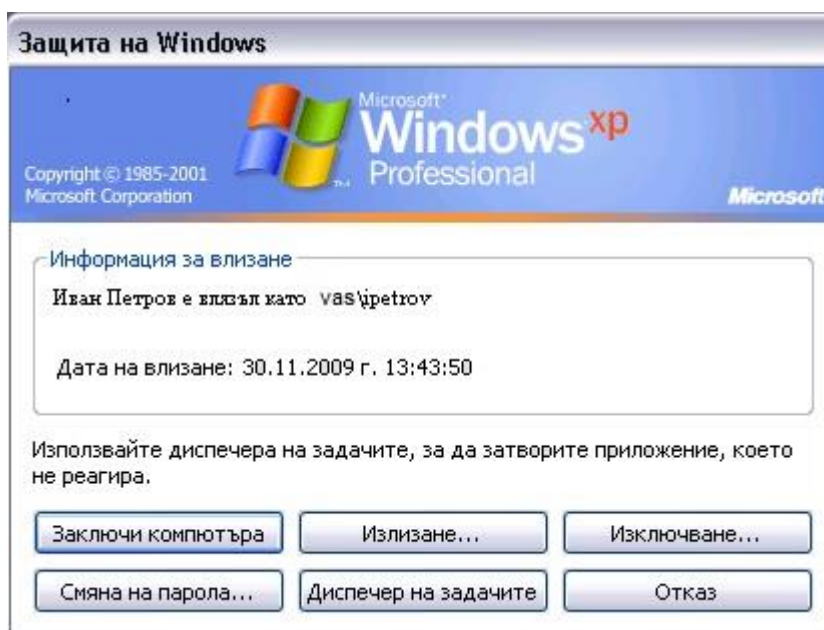 Защита на Windows
Microsoft
Windows xp
Professional
Copyright © 1985-2001
Microsoft Corporation
Microsoft
Информация за влизане
Иван Петров е влязъл като vas\ipetrov
Дата на влизане: 30.11.2009 г. 13:43:50
Използвайте диспечера на задачите, за да затворите приложение, което
не реагира.
Заключи компютъра Излизане... Изключване...
Смяна на парола... Диспечер на задачите Отказ